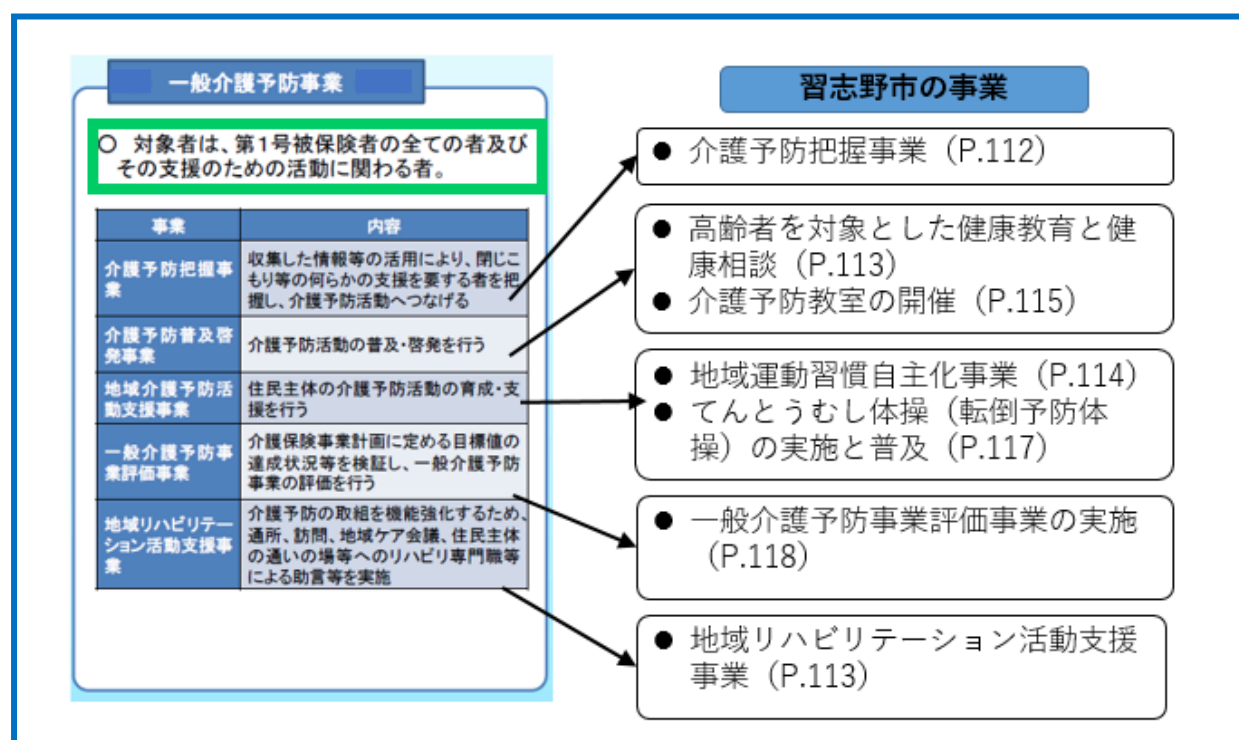 一般介護予防事業
○ 対象者は、第1号被保険者の全ての者及び
その支援のための活動に関わる者。
事業 内容
介護予防把握事
業
収集した情報等の活用により、閉じこ
もり等の何らかの支援を要する者を把
握し、介護予防活動へつなげる
介護予防普及啓
発事業
介護予防活動の普及・啓発を行う
地域介護予防活
動支援事業
住民主体の介護予防活動の育成・支
援を行う
一般介護予防事
業評価事業
介護保険事業計画に定める目標値の
達成状況等を検証し、一般介護予防
事業の評価を行う
地域リハビリテー
ション活動支援事
業
介護予防の取組を機能強化するため、
通所、訪問、地域ケア会議、住民主体
の通いの場等へのリハビリ専門職等
による助言等を実施
習志野市の事業
● 介護予防把握事業（P.112）
● 高齢者を対象とした健康教育と健
康相談（P.113）
● 介護予防教室の開催（P.115）
● 地域運動習慣自主化事業（P.114）
● てんとうむし体操（転倒予防体
操）の実施と普及（P.117）
● 一般介護予防事業評価事業の実施
（P.118）
● 地域リハビリテーション活動支援
事業（P.113）